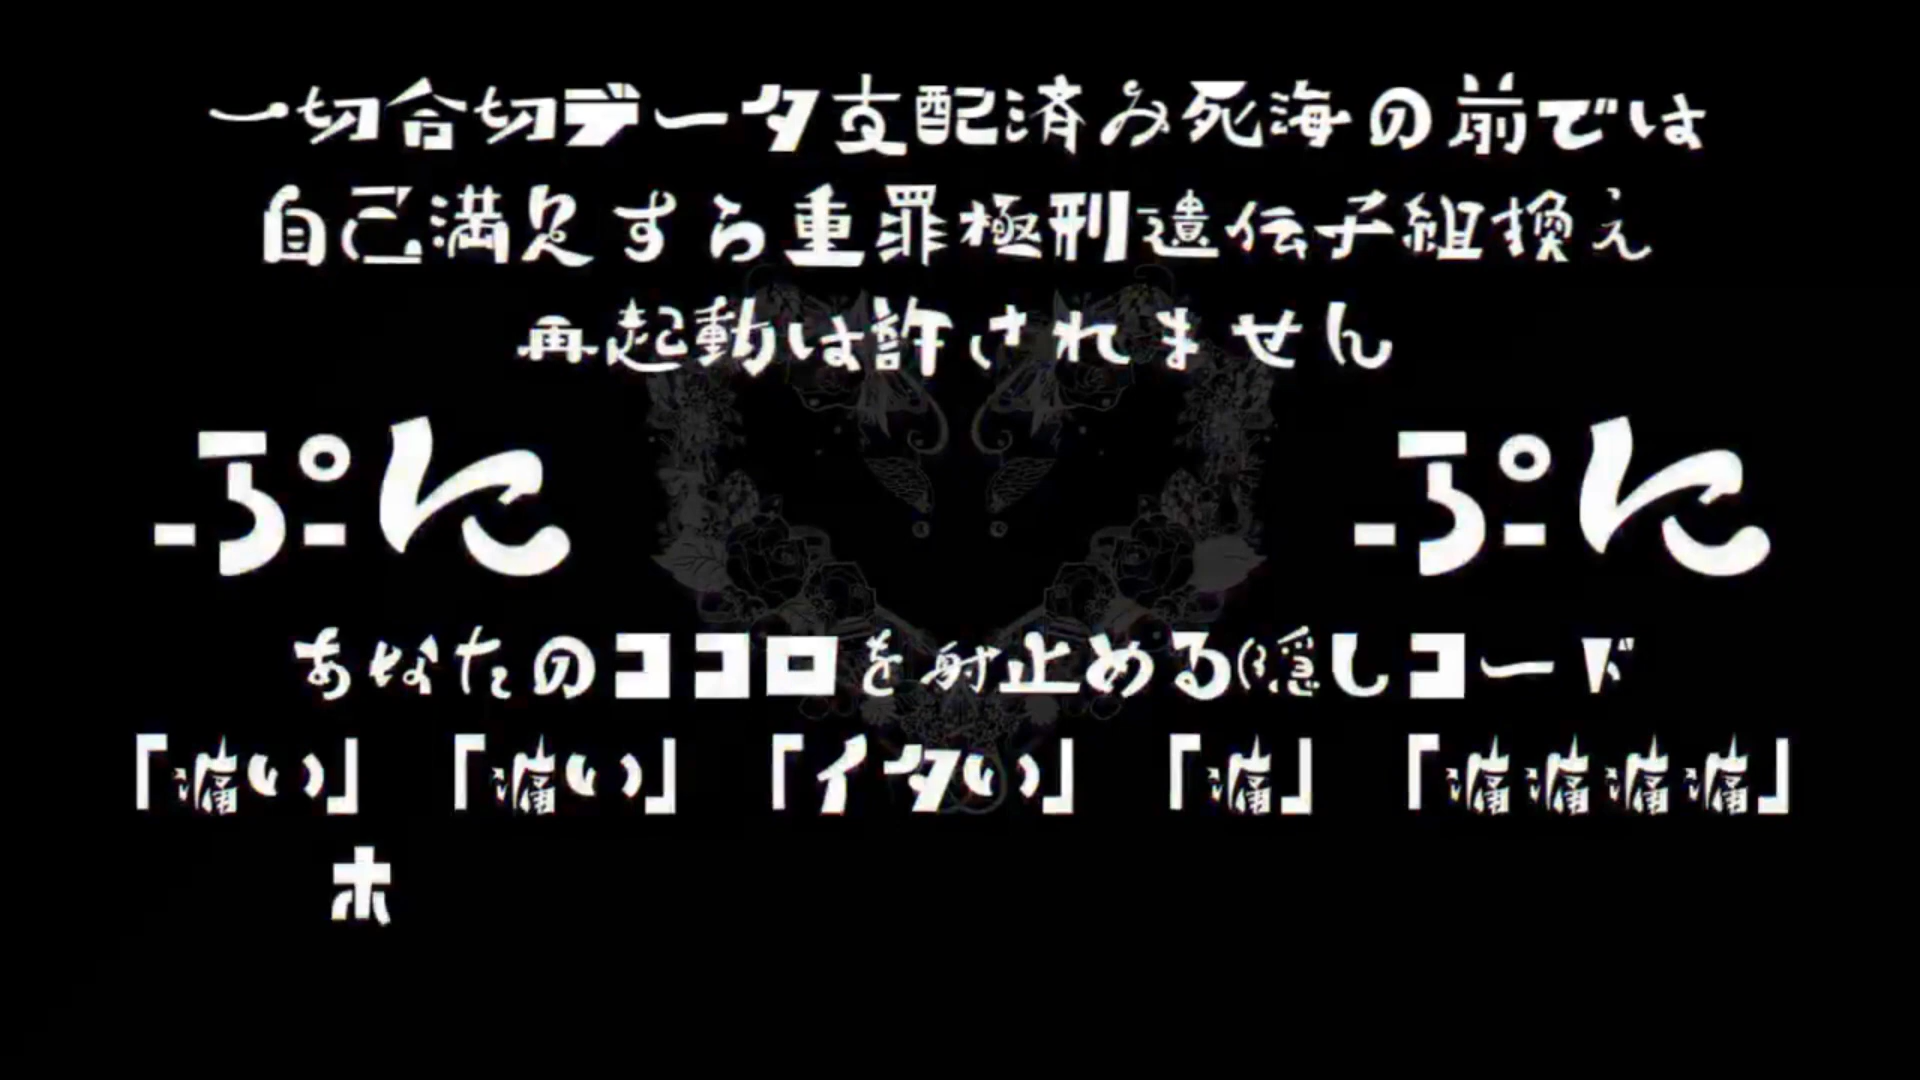 一切合切データ支配済み死海の前では
自己満足すら重罪極刑遺伝子組換え
再起動は許されません
ぷん ぷん
あなたのココロを射止める隠しコード
「痛い」 「痛い」 「イタい」 「痛」 「痛痛痛痛」
ホ